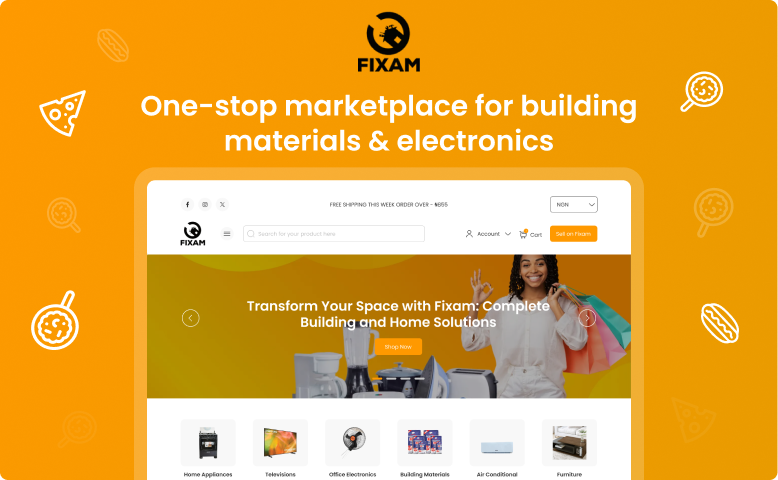 FIXAM
One-stop marketplace for building
materials & electronics
FREE SHIPPING THIS WEEK ORDER OVER - ₦655
NGN
FIXAM
Search for your product here
Account
Cart
Sell on Fixam
Transform Your Space with Fixam: Complete
Building and Home Solutions
Shop Now
Home Appliances
Televisions
Office Electronics
Building Materials
Air Conditional
Furniture